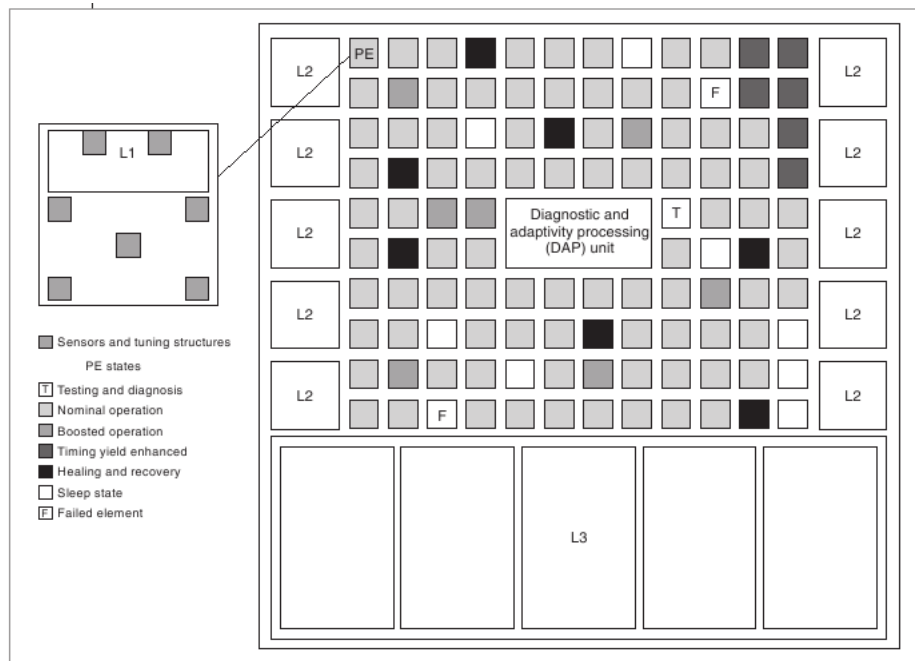 PE
L2
L2
F
L1
L2
L2
L2
Diagnostic and
adaptivity processing
(DAP) unit
T
L2
L2
L2
Sensors and tuning structures
PE states
T Testing and diagnosis
Nominal operation
Boosted operation
Timing yield enhanced
Healing and recovery
Sleep state
F Failed element
L2
L2
F
L3